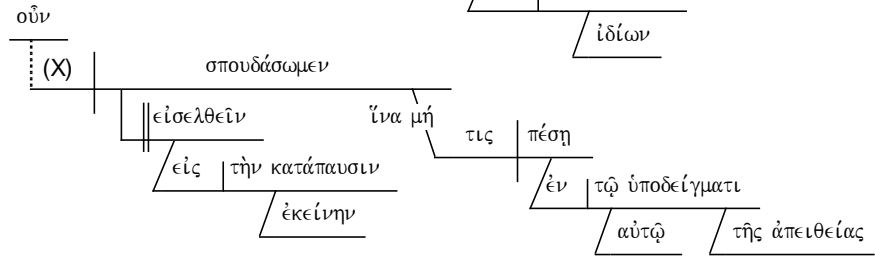 οὖν
ἰδίων
(X) σπουδάσωμεν
εἰσελθεῖν ἵνα μή τις πέσῃ
εἰς τὴν κατάπαυσιν ἐν τῷ ὑποδείγματι
ἐκείνην αὐτῷ τῆς ἀπειθείας